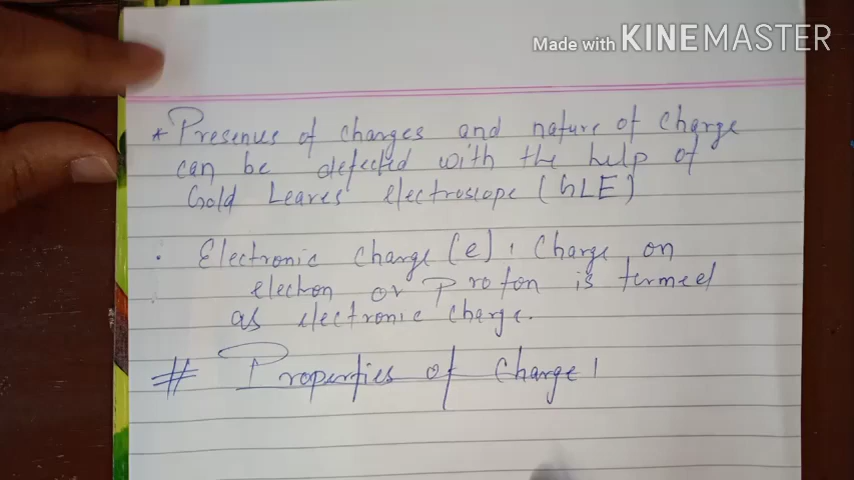 Made with KINEMASTER
* Presenus of charges and nature of charge
can be detected with the help of
Gold Leaves electroscope (GLE)
. Electronic charge (e) : Charge on
electron or Proton is termed
as electronic charge.
# Properties of charge!